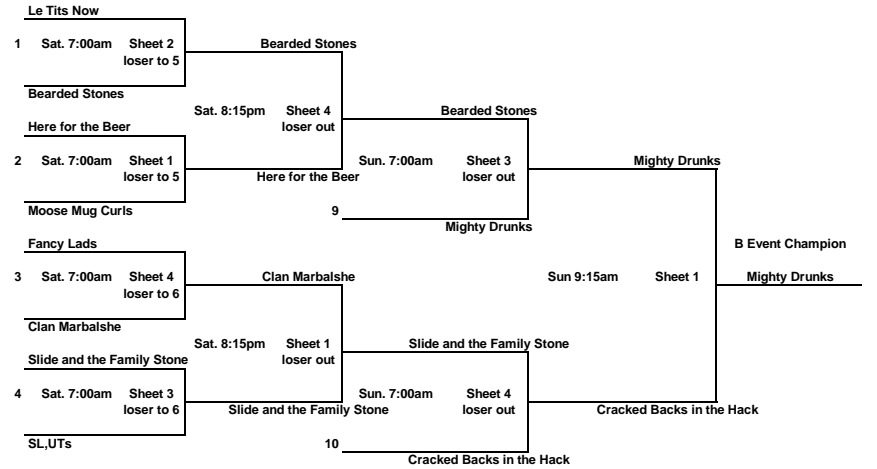 Le Tits Now
1 Sat. 7:00am Sheet 2 Bearded Stones
loser to 5
Bearded Stones
Sat. 8:15pm Sheet 4 Bearded Stones
Here for the Beer
loser out
2 Sat. 7:00am Sheet 1 Sun. 7:00am Sheet 3 Mighty Drunks
loser to 5 Here for the Beer loser out
Moose Mug Curls 9
Mighty Drunks
Fancy Lads B Event Champion
3 Sat. 7:00am Sheet 4 Clan Marbalshe Sun 9:15am Sheet 1 Mighty Drunks
loser to 6
Clan Marbalshe
Sat. 8:15pm Sheet 1 Slide and the Family Stone
Slide and the Family Stone loser out
4 Sat. 7:00am Sheet 3 Sun. 7:00am Sheet 4
loser to 6 Slide and the Family Stone loser out Cracked Backs in the Hack
SL,UTs 10
Cracked Backs in the Hack